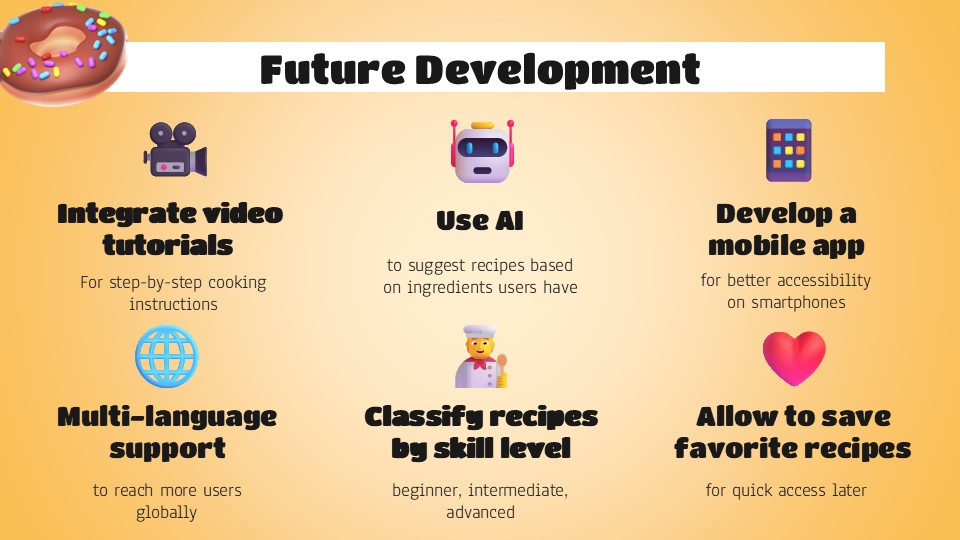 Future Development
Integrate video
tutorials
For step-by-step cooking
instructions
Use AI
to suggest recipes based
on ingredients users have
Develop a
mobile app
for better accessibility
on smartphones
Multi-language
support
to reach more users
globally
Classify recipes
by skill level
beginner, intermediate,
advanced
Allow to save
favorite recipes
for quick access later